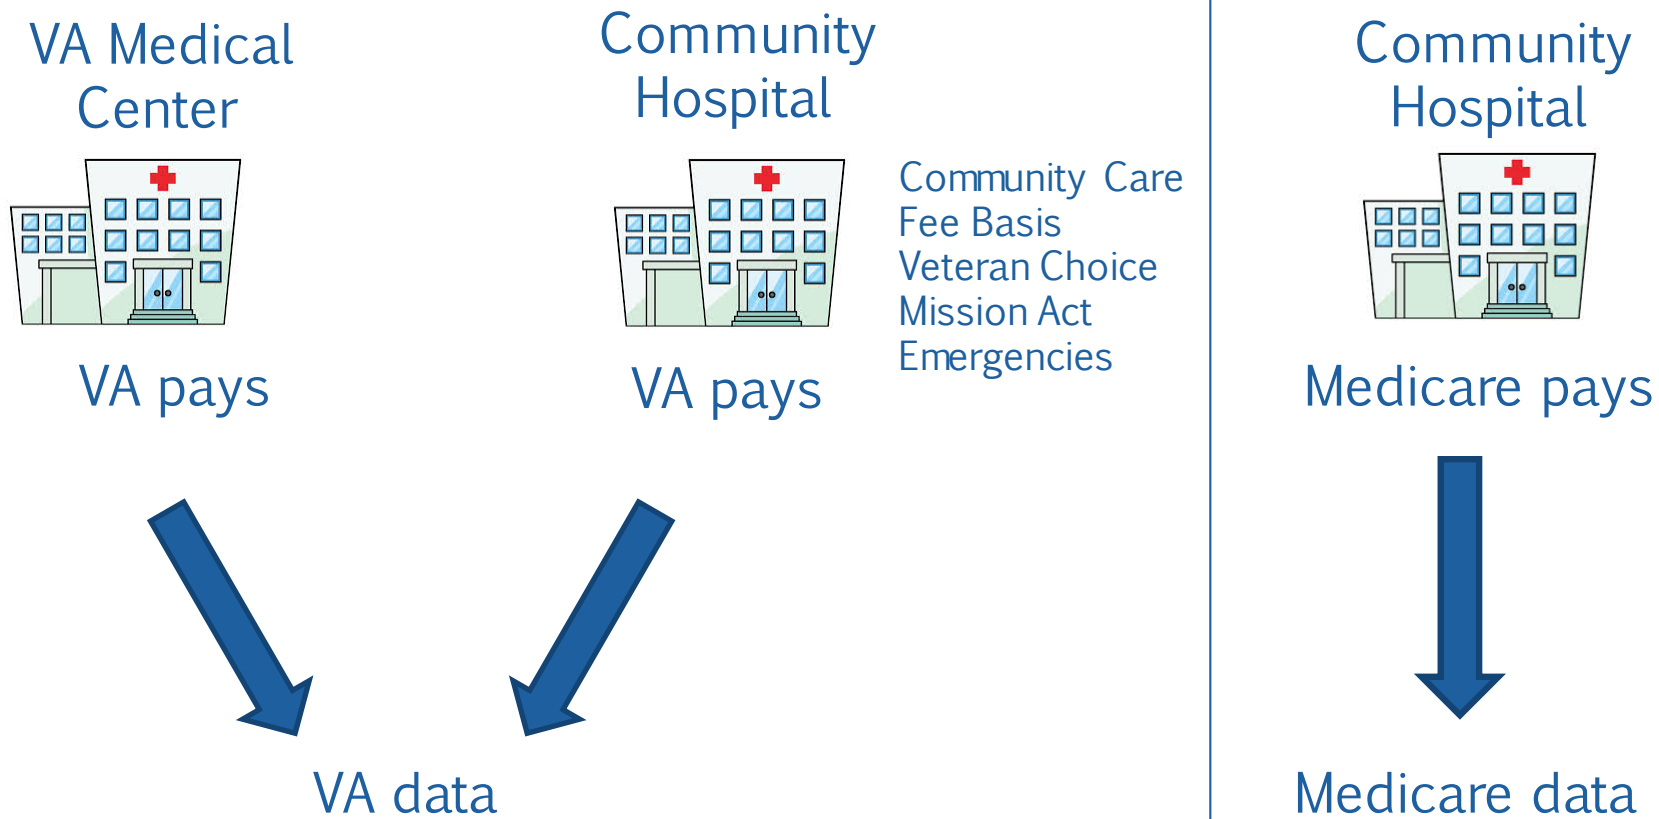 VA Medical
Center
VA pays
Community
Hospital
Community Care
Fee Basis
Veteran Choice
Mission Act
Emergencies
VA pays
VA data
Community
Hospital
Medicare pays
Medicare data